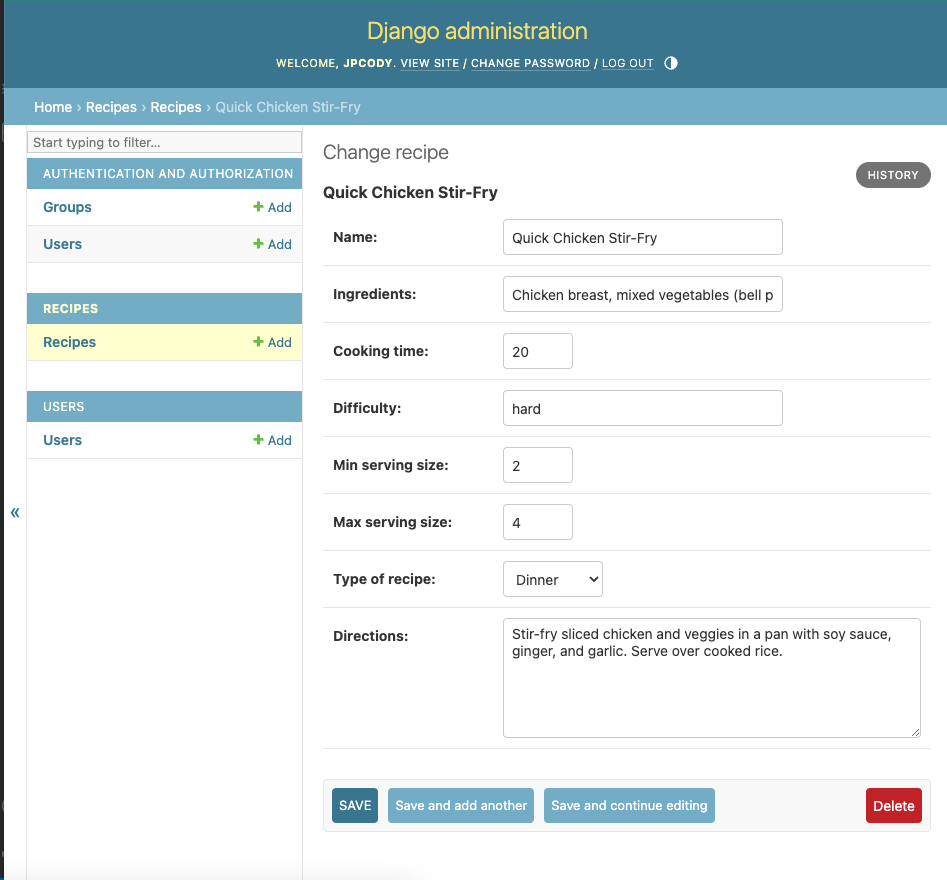 Django administration
WELCOME, JPCODY. VIEW SITE / CHANGE PASSWORD / LOG OUT
Home › Recipes › Recipes › Quick Chicken Stir-Fry
Start typing to filter...
AUTHENTICATION AND AUTHORIZATION
Groups + Add
Users + Add
RECIPES
Recipes + Add
USERS
Users + Add
«
Change recipe
HISTORY
Quick Chicken Stir-Fry
Name: Quick Chicken Stir-Fry
Ingredients: Chicken breast, mixed vegetables (bell p
Cooking time: 20
Difficulty: hard
Min serving size: 2
Max serving size: 4
Type of recipe: Dinner
Directions: Stir-fry sliced chicken and veggies in a pan with soy sauce,
ginger, and garlic. Serve over cooked rice.
SAVE Save and add another Save and continue editing Delete